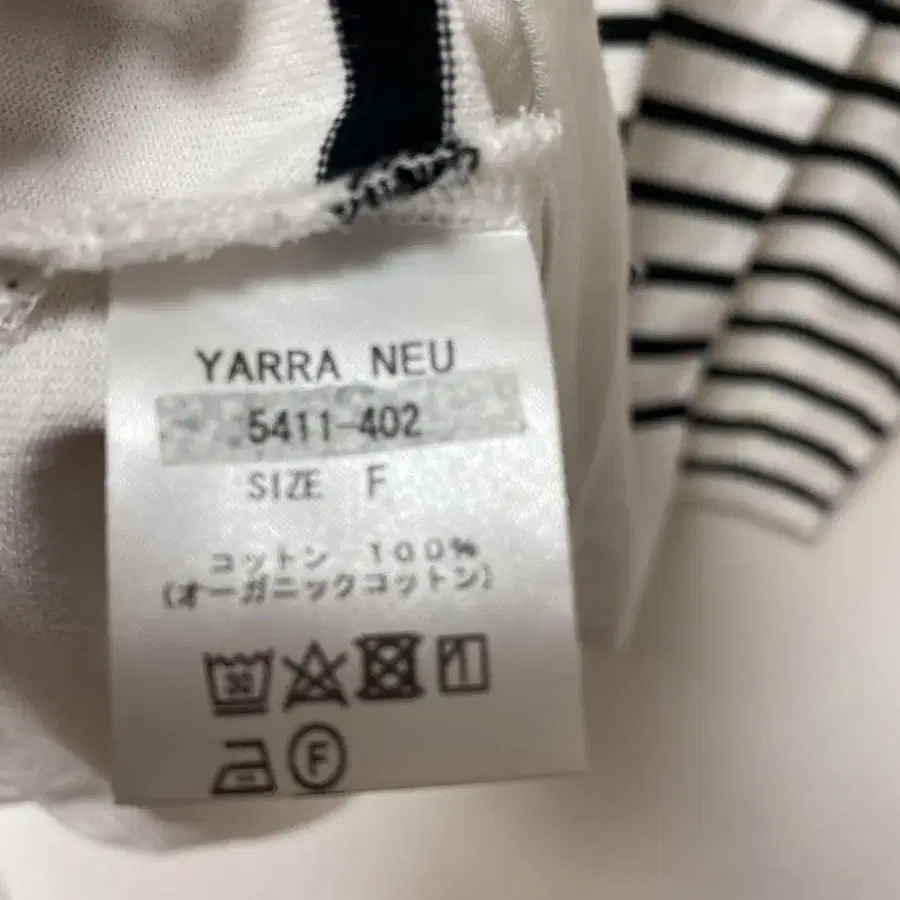 YARRA NEU
5411-402
SIZE F
コットン 100%
(オーガニックコットン)
30
F